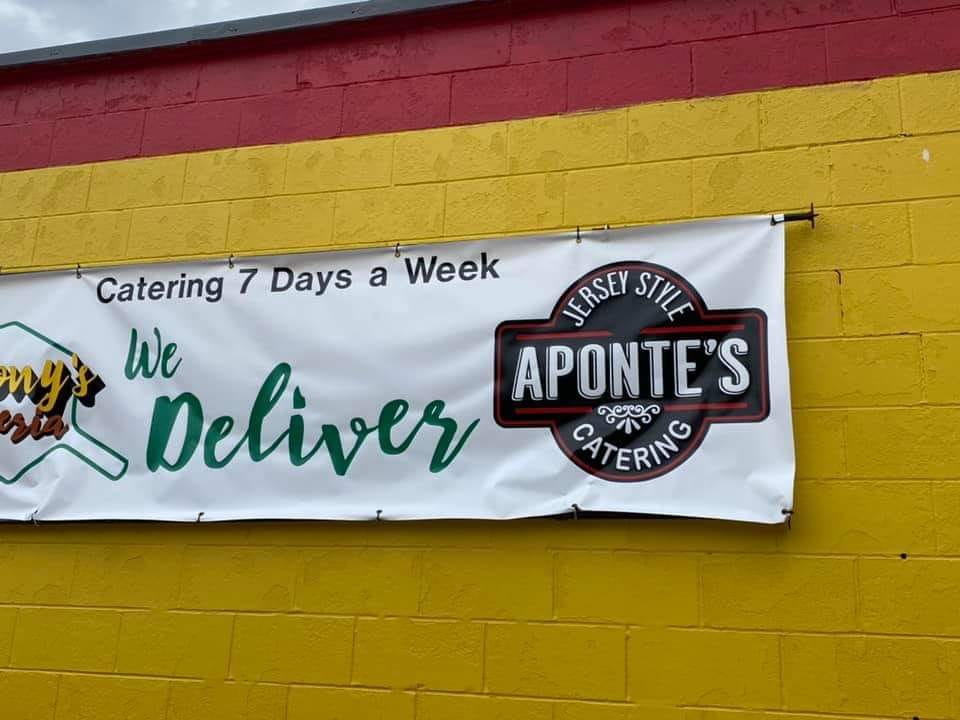 Catering 7 Days a Week
We
Deliver
JERSEY STYLE
APONTE'S
CATERING